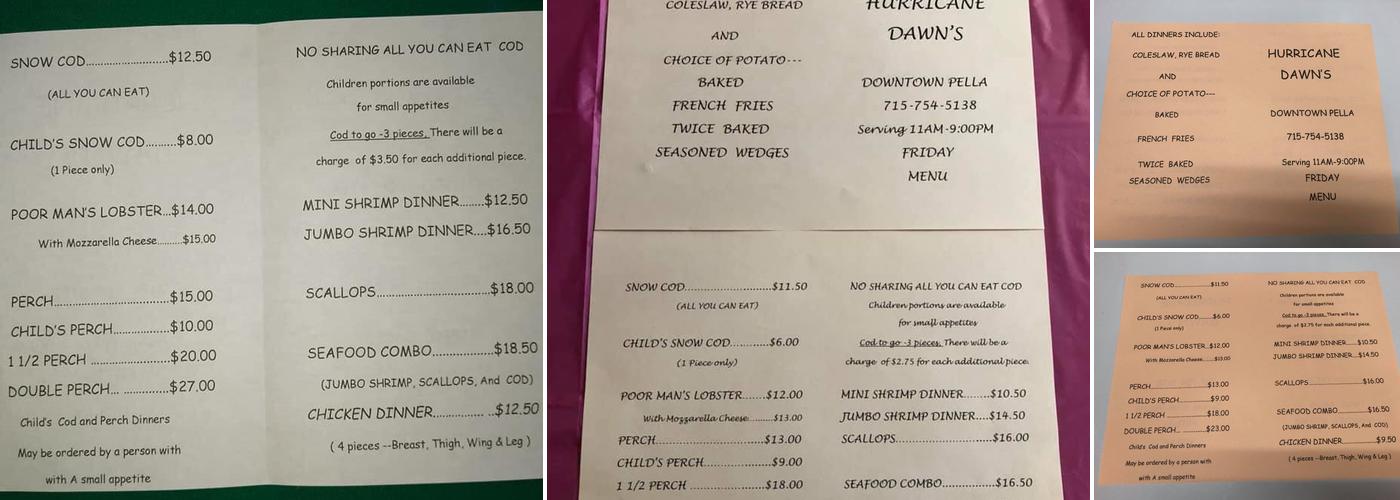 SNOW COD............................$12.50
(ALL YOU CAN EAT)
CHILD'S SNOW COD..........$8.00
(1 Piece only)
POOR MAN'S LOBSTER...$14.00
With Mozzarella Cheese..........$15.00
PERCH.......................................$15.00
CHILD'S PERCH...................$10.00
1 1/2 PERCH ...........................$20.00
DOUBLE PERCH... ................$27.00
Child's Cod and Perch Dinners
May be ordered by a person with
with A small appetite
NO SHARING ALL YOU CAN EAT COD
Children portions are available
for small appetites
Cod to go -3 pieces. There will be a
charge of $3.50 for each additional piece.
MINI SHRIMP DINNER........$12.50
JUMBO SHRIMP DINNER....$16.50
SCALLOPS......................................$18.00
SEAFOOD COMBO..........................$18.50
(JUMBO SHRIMP, SCALLOPS, And COD)
CHICKEN DINNER................. ..$12.50
( 4 pieces --Breast, Thigh, Wing & Leg )
COLESLAW, RYE BREAD
AND
CHOICE OF POTATO---
BAKED
FRENCH FRIES
TWICE BAKED
SEASONED WEDGES
HURRICANE
DAWN'S
DOWNTOWN PELLA
715-754-5138
Serving 11AM-9:00PM
FRIDAY
MENU
SNOW COD............................$11.50
(ALL YOU CAN EAT)
CHILD'S SNOW COD..........$6.00
(1 Piece only)
POOR MAN'S LOBSTER........$12.00
With Mozzarella Cheese..........$13.00
PERCH.......................................$13.00
CHILD'S PERCH...................$9.00
1 1/2 PERCH ...........................$18.00
NO SHARING ALL YOU CAN EAT COD
Children portions are available
for small appetites
Cod to go -3 pieces. There will be a
charge of $2.75 for each additional piece.
MINI SHRIMP DINNER........$10.50
JUMBO SHRIMP DINNER....$14.50
SCALLOPS..............................$16.00
SEAFOOD COMBO......................$16.50
ALL DINNERS INCLUDE:
COLESLAW, RYE BREAD
AND
CHOICE OF POTATO---
BAKED
FRENCH FRIES
TWICE BAKED
SEASONED WEDGES
HURRICANE
DAWN'S
DOWNTOWN PELLA
715-754-5138
Serving 11AM-9:00PM
FRIDAY
MENU
SNOW COD............................$11.50
(ALL YOU CAN EAT)
CHILD'S SNOW COD..........$6.00
(1 Piece only)
POOR MAN'S LOBSTER...$12.00
With Mozzarella Cheese..........$13.00
PERCH.......................................$13.00
CHILD'S PERCH...................$9.00
1 1/2 PERCH ...........................$18.00
DOUBLE PERCH... ................$23.00
Child's Cod and Perch Dinners
May be ordered by a person with
with A small appetite
NO SHARING ALL YOU CAN EAT COD
Children portions are available
for small appetites
Cod to go -3 pieces. There will be a
charge of $2.75 for each additional piece.
MINI SHRIMP DINNER........$10.50
JUMBO SHRIMP DINNER....$14.50
SCALLOPS......................................$16.00
SEAFOOD COMBO..........................$16.50
(JUMBO SHRIMP, SCALLOPS, And COD)
CHICKEN DINNER.....................$9.50
( 4 pieces --Breast, Thigh, Wing & Leg )